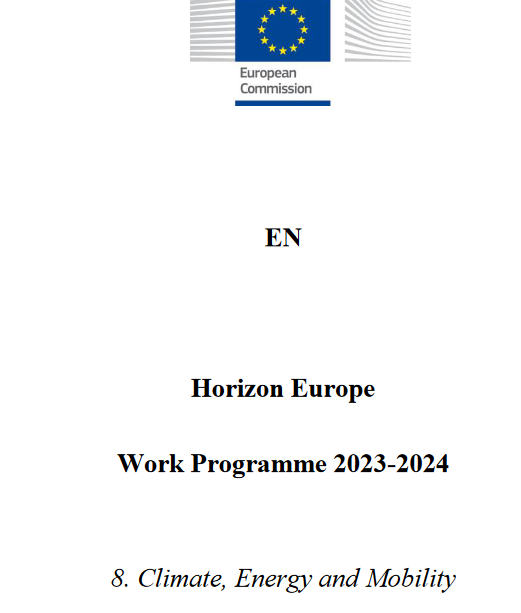 European
Commission
EN
Horizon Europe
Work Programme 2023-2024
8. Climate, Energy and Mobility